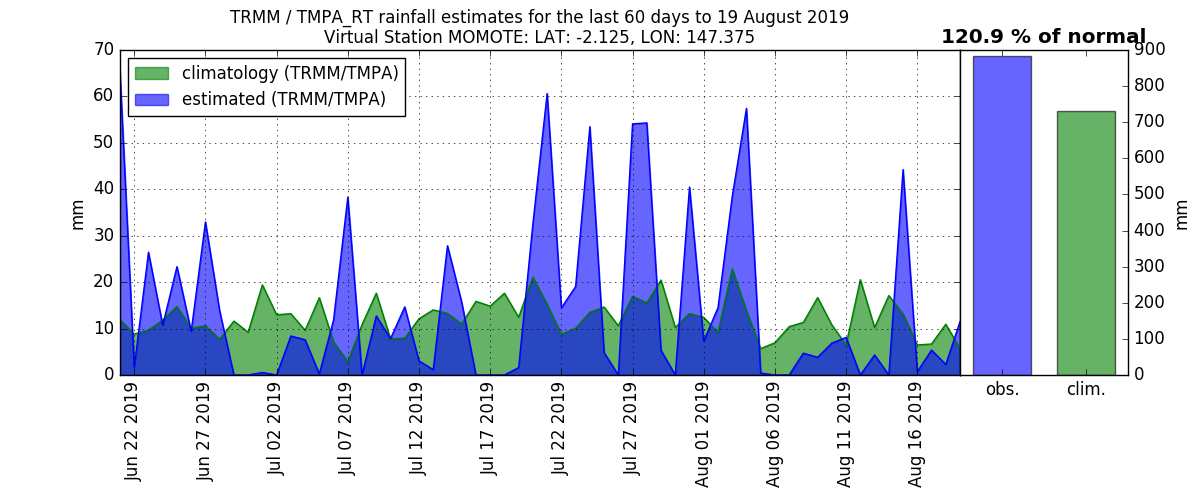 TRMM / TMPA_RT rainfall estimates for the last 60 days to 19 August 2019
Virtual Station MOMOTE: LAT: -2.125, LON: 147.375
120.9 % of normal
climatology (TRMM/TMPA)
estimated (TRMM/TMPA)
70
60
50
40
30
20
10
0
mm
Jun 22 2019
Jun 27 2019
Jul 02 2019
Jul 07 2019
Jul 12 2019
Jul 17 2019
Jul 22 2019
Jul 27 2019
Aug 01 2019
Aug 06 2019
Aug 11 2019
Aug 16 2019
obs.
clim.
900
800
700
600
500
400
300
200
100
0
mm